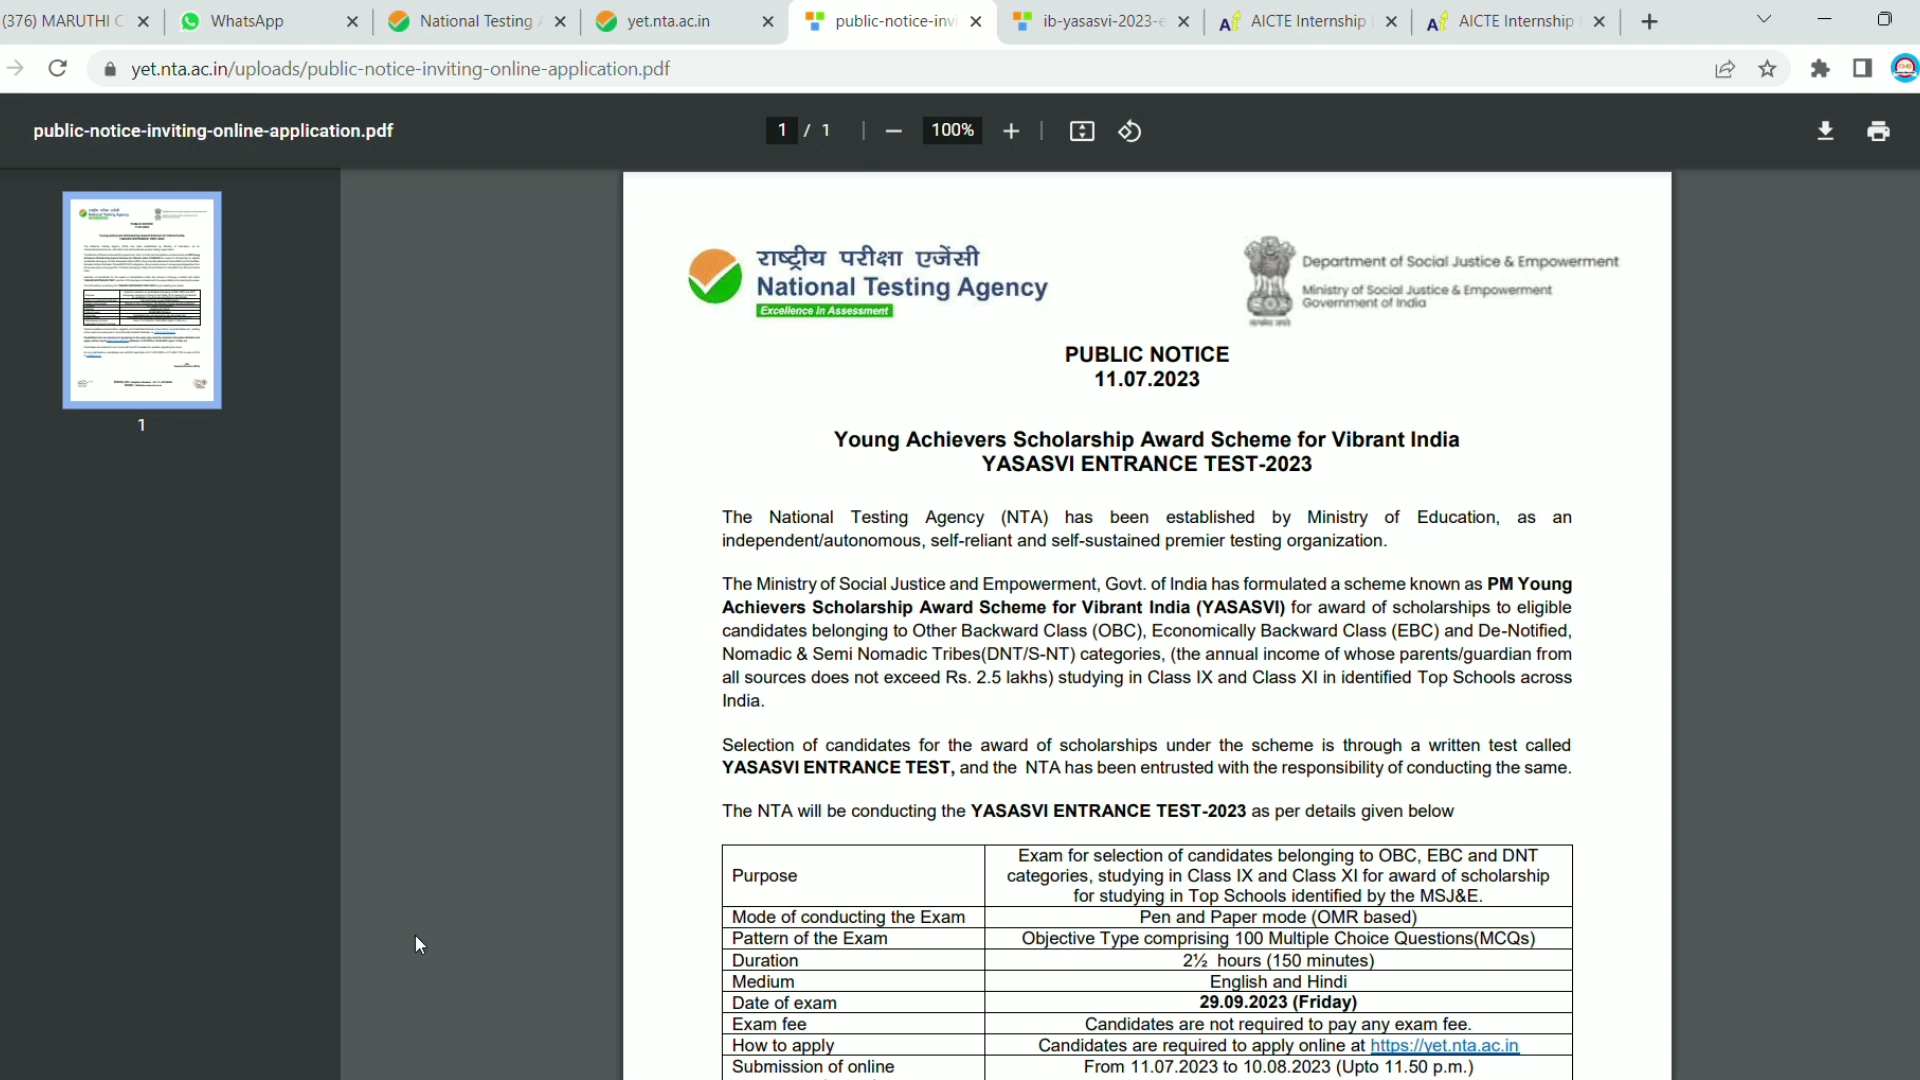 (376) MARUTHI C
WhatsApp
National Testing A
yet.nta.ac.in
public-notice-invi
ib-yasasvi-2023-e
AICTE Internship
AICTE Internship
yet.nta.ac.in/uploads/public-notice-inviting-online-application.pdf
public-notice-inviting-online-application.pdf
1 / 1
100%
1
राष्ट्रीय परीक्षा एजेंसी
National Testing Agency
Excellence in Assessment
Department of Social Justice & Empowerment
Ministry of Social Justice & Empowerment
Government of India
PUBLIC NOTICE
11.07.2023
Young Achievers Scholarship Award Scheme for Vibrant India
YASASVI ENTRANCE TEST-2023
The National Testing Agency (NTA) has been established by Ministry of Education, as an
independent/autonomous, self-reliant and self-sustained premier testing organization.
The Ministry of Social Justice and Empowerment, Govt. of India has formulated a scheme known as PM Young
Achievers Scholarship Award Scheme for Vibrant India (YASASVI) for award of scholarships to eligible
candidates belonging to Other Backward Class (OBC), Economically Backward Class (EBC) and De-Notified,
Nomadic & Semi Nomadic Tribes(DNT/S-NT) categories, (the annual income of whose parents/guardian from
all sources does not exceed Rs. 2.5 lakhs) studying in Class IX and Class XI in identified Top Schools across
India.
Selection of candidates for the award of scholarships under the scheme is through a written test called
YASASVI ENTRANCE TEST, and the NTA has been entrusted with the responsibility of conducting the same.
The NTA will be conducting the YASASVI ENTRANCE TEST-2023 as per details given below
Purpose
Exam for selection of candidates belonging to OBC, EBC and DNT
categories, studying in Class IX and Class XI for award of scholarship
for studying in Top Schools identified by the MSJ&E.
Mode of conducting the Exam
Pen and Paper mode (OMR based)
Pattern of the Exam
Objective Type comprising 100 Multiple Choice Questions(MCQs)
Duration
2½ hours (150 minutes)
Medium
English and Hindi
Date of exam
29.09.2023 (Friday)
Exam fee
Candidates are not required to pay any exam fee.
How to apply
Candidates are required to apply online at https://yet.nta.ac.in
Submission of online
From 11.07.2023 to 10.08.2023 (Upto 11.50 p.m.)